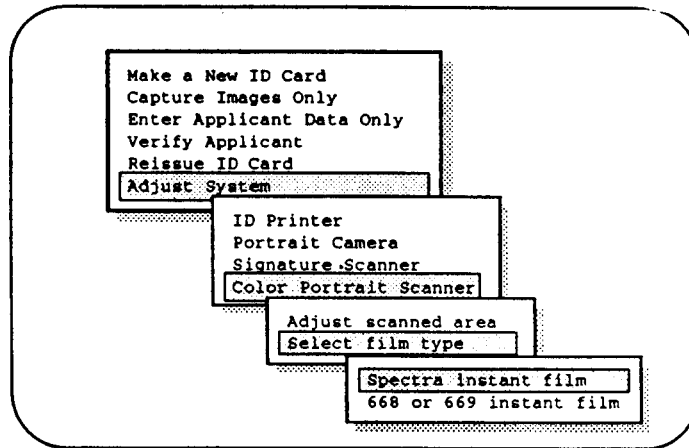 Make a New ID Card
Capture Images Only
Enter Applicant Data Only
Verify Applicant
Reissue ID Card
Adjust System
ID Printer
Portrait Camera
Signature Scanner
Color Portrait Scanner
Adjust scanned area
Select film type
Spectra instant film
668 or 669 instant film